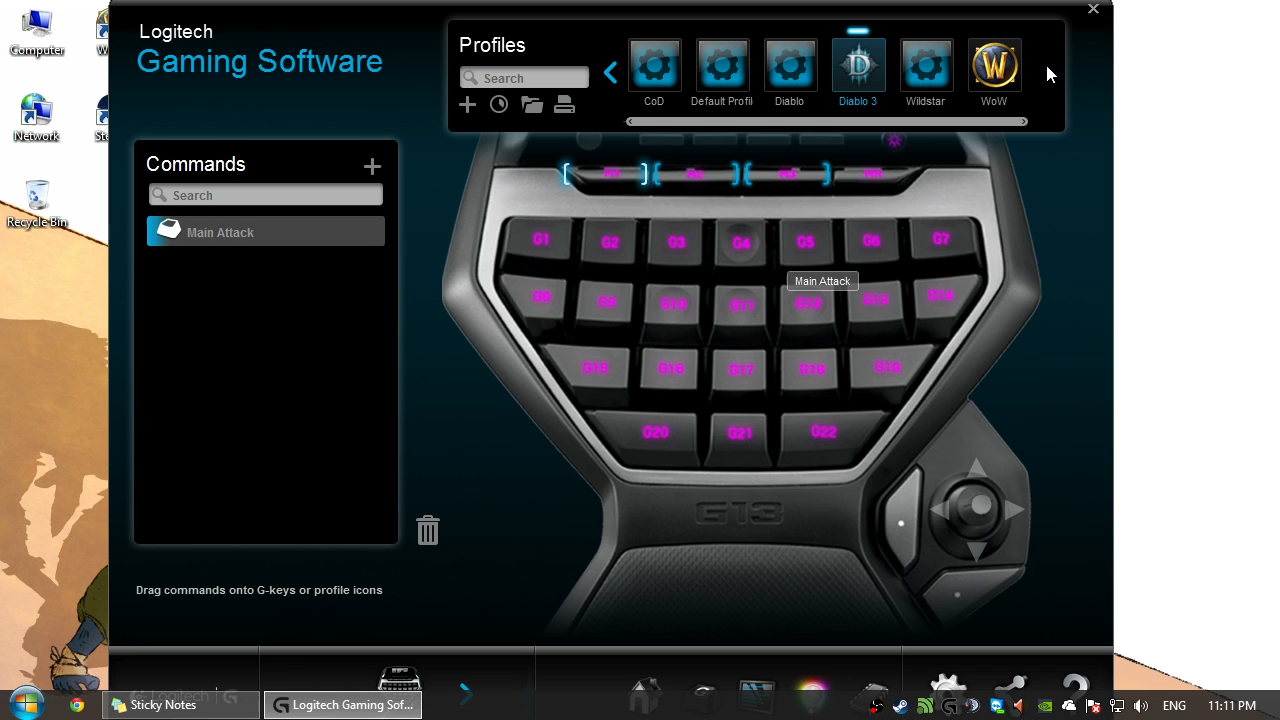 Computer
Network
Recycle Bin
Logitech
Gaming Software
Profiles
Search
CoD
Default Profil
Diablo
Diablo 3
Wildstar
WoW
Commands
Search
Main Attack
G1 G2 G3 G4 G5 G6 G7
Main Attack
G8 G9 G10 G11 G12 G13 G14
G15 G16 G17 G18 G19
G20 G21 G22
G13
Drag commands onto G-keys or profile icons
Logitech
Sticky Notes
Logitech Gaming Sof...
ENG
11:11 PM